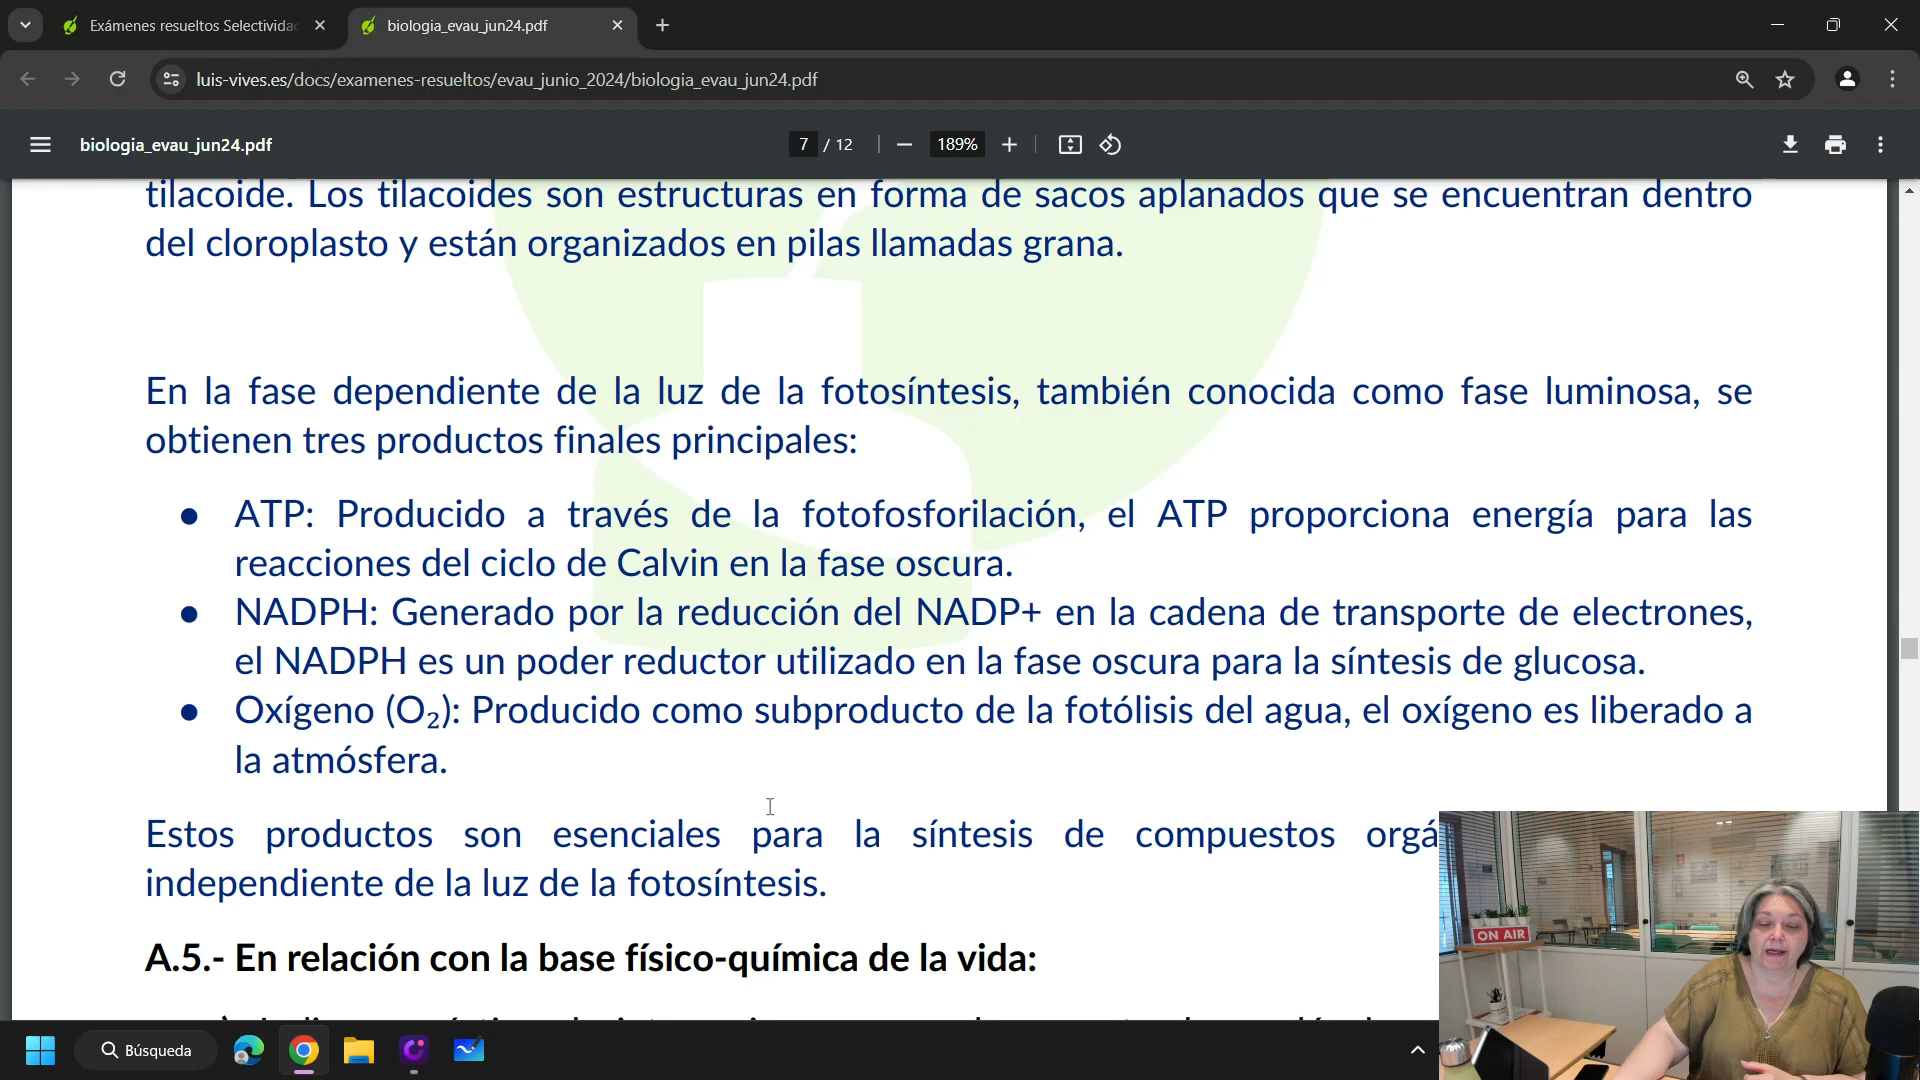 Exámenes resueltos Selectivida
biologia_evau_jun24.pdf
luis-vives.es/docs/examenes-resueltos/evau_junio_2024/biologia_evau_jun24.pdf
biologia_evau_jun24.pdf
7 / 12
189%
tilacoide. Los tilacoides son estructuras en forma de sacos aplanados que se encuentran dentro
del cloroplasto y están organizados en pilas llamadas grana.
En la fase dependiente de la luz de la fotosíntesis, también conocida como fase luminosa, se
obtienen tres productos finales principales:
● ATP: Producido a través de la fotofosforilación, el ATP proporciona energía para las
reacciones del ciclo de Calvin en la fase oscura.
● NADPH: Generado por la reducción del NADP+ en la cadena de transporte de electrones,
el NADPH es un poder reductor utilizado en la fase oscura para la síntesis de glucosa.
● Oxígeno (O₂): Producido como subproducto de la fotólisis del agua, el oxígeno es liberado a
la atmósfera.
Estos productos son esenciales para la síntesis de compuestos orgá
independiente de la luz de la fotosíntesis.
A.5.- En relación con la base físico-química de la vida:
ON AIR
Búsqueda